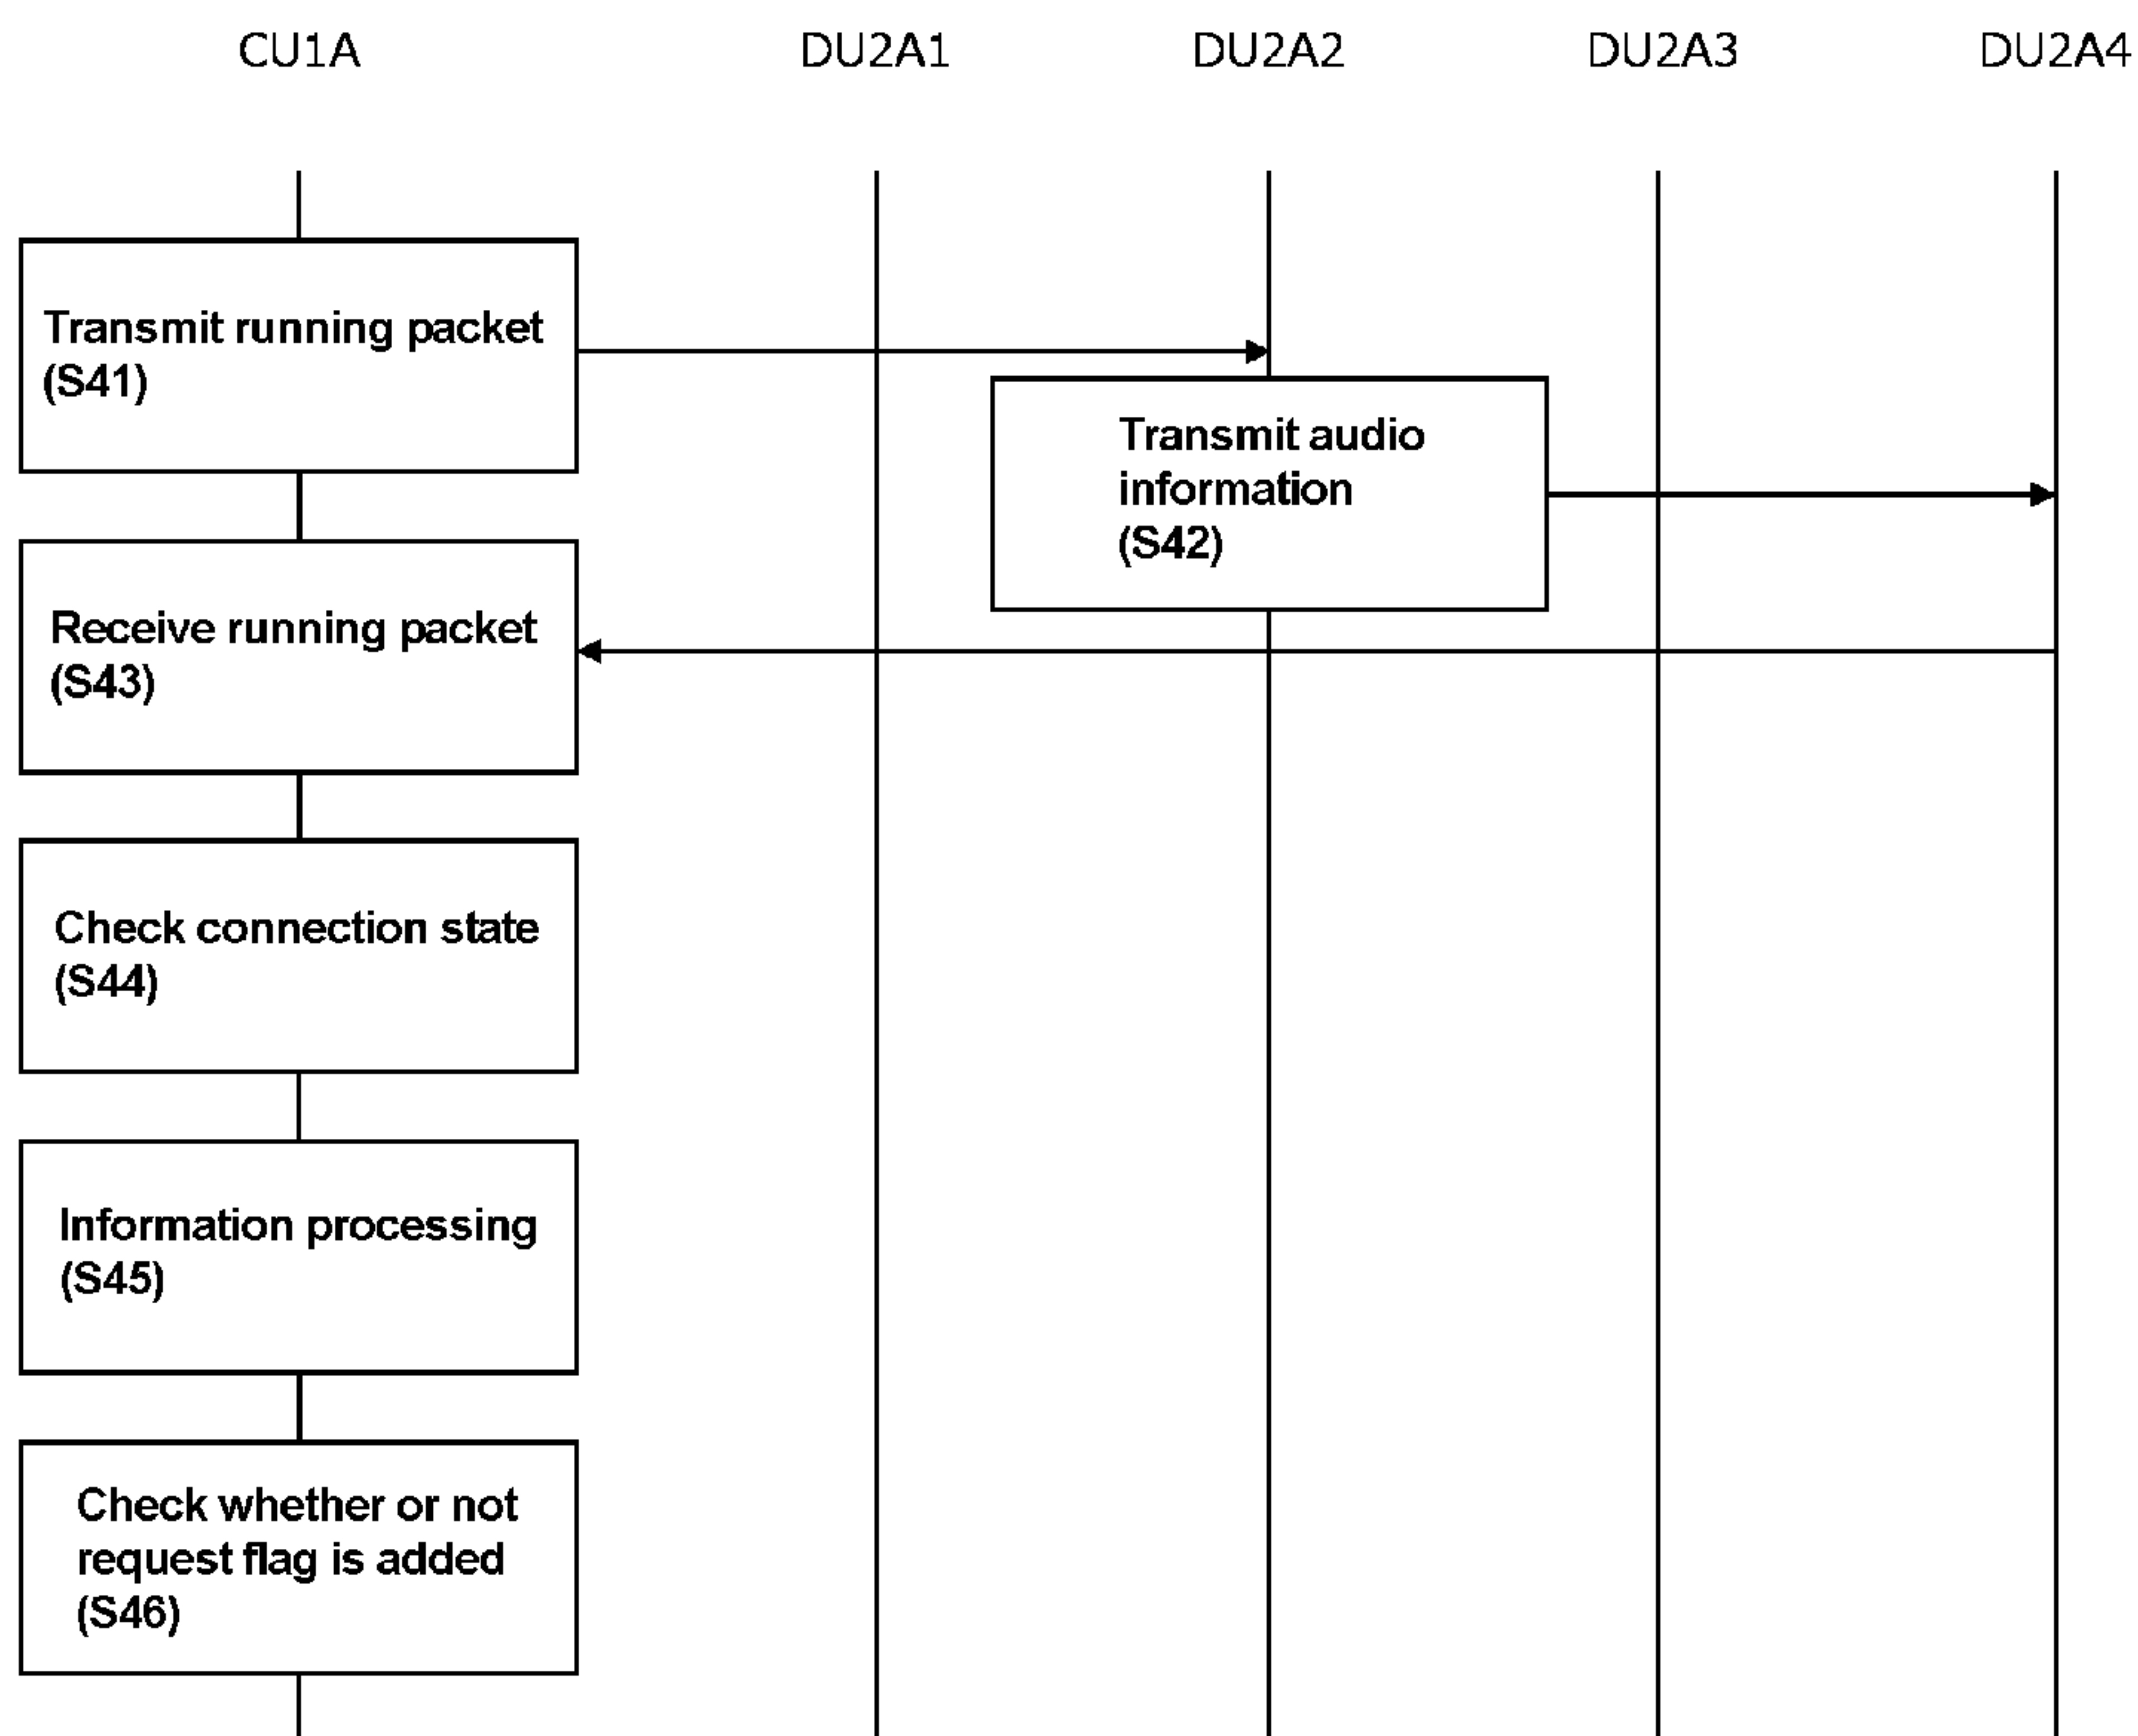 CU1A
DU2A1
DU2A2
DU2A3
DU2A4
Transmit running packet
(S41)
Transmit audio
information
(S42)
Receive running packet
(S43)
Check connection state
(S44)
Information processing
(S45)
Check whether or not
request flag is added
(S46)